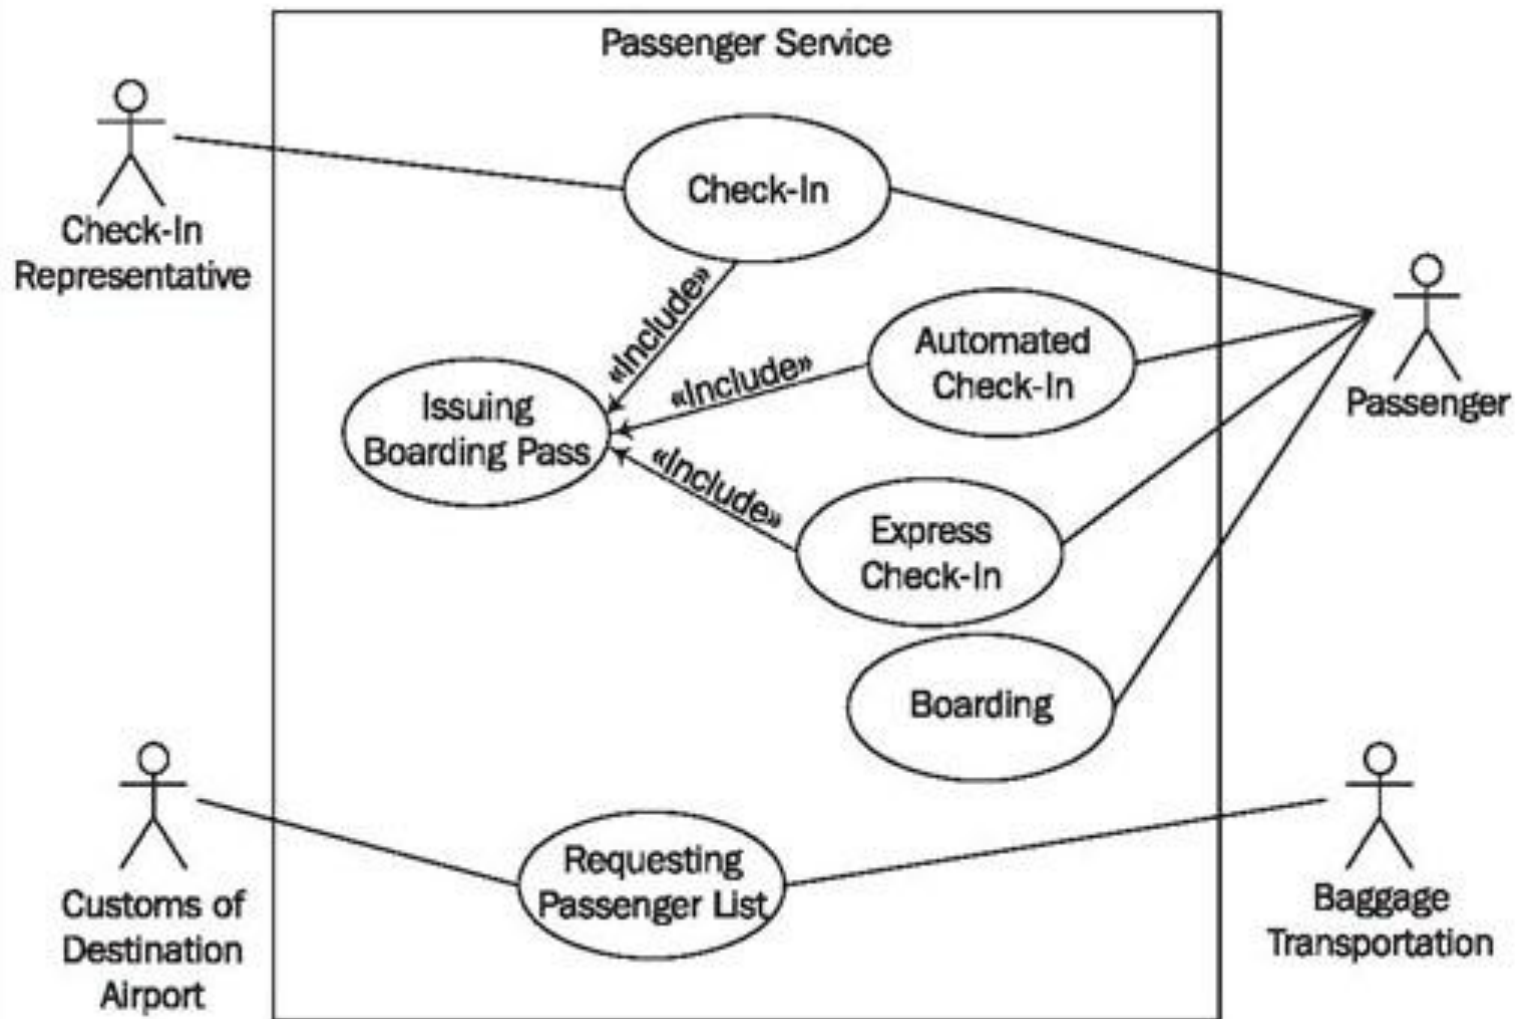 Passenger Service
Check-In
Representative
Check-In
«Include»
Automated
Check-In
«Include»
Issuing
Boarding Pass
«Include»
Express
Check-In
Passenger
Boarding
Customs of
Destination
Airport
Requesting
Passenger List
Baggage
Transportation